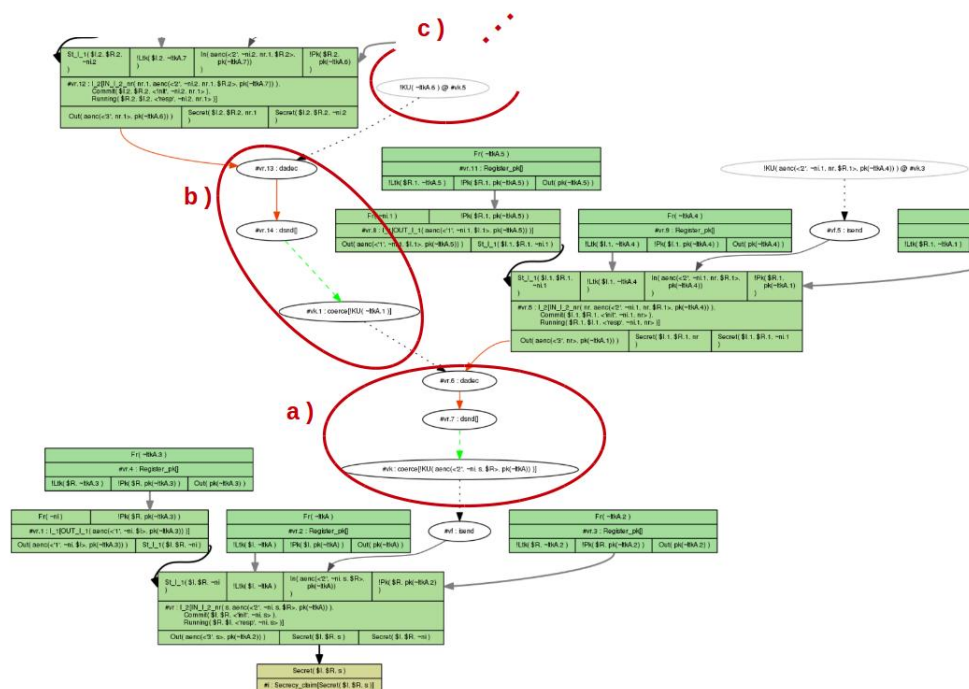 c)
St_I_1( $I.2, $R.2, ~ni.2 )
!Ltk( $I.2, ~ltkA.7 )
In( aenc(<'2', ~ni.2, nr.1, $R.2>, pk(~ltkA.7)) )
!Pk( $R.2, pk(~ltkA.6) )
#vr.12 : I_2[IN_I_2_nr( nr.1, aenc(<'2', ~ni.2, nr.1, $R.2>, pk(~ltkA.7)) ),
Commit( $I.2, $R.2, <'init', ~ni.2, nr.1> ),
Running( $R.2, $I.2, <'resp', ~ni.2, nr.1> )]
Out( aenc(<'3', nr.1>, pk(~ltkA.6)) )
Secret( $I.2, $R.2, nr.1 )
Secret( $I.2, $R.2, ~ni.2 )
!KU( ~ltkA.6 ) @ #vk.5
b)
#vr.13 : dadec
#vr.14 : dsnd[]
#vk.1 : coerce[!KU( ~ltkA.1 )]
Fr( ~ltkA.5 )
#vr.11 : Register_pk[]
!Ltk( $R.1, ~ltkA.5 )
!Pk( $R.1, pk(~ltkA.5) )
Out( pk(~ltkA.5) )
!KU( aenc(<'2', ~ni.1, nr, $R.1>, pk(~ltkA.4)) ) @ #vk.3
Fr( ~ni.1 )
!Pk( $R.1, pk(~ltkA.5) )
#vr.8 : I_1[OUT_I_1( aenc(<'1', ~ni.1, $I.1>, pk(~ltkA.5)) )]
Out( aenc(<'1', ~ni.1, $I.1>, pk(~ltkA.5)) )
St_I_1( $I.1, $R.1, ~ni.1 )
Fr( ~ltkA.4 )
#vr.9 : Register_pk[]
!Ltk( $I.1, ~ltkA.4 )
!Pk( $I.1, pk(~ltkA.4) )
Out( pk(~ltkA.4) )
#vf.5 : isend
!Ltk( $R.1, ~ltkA.1 )
St_I_1( $I.1, $R.1, ~ni.1 )
!Ltk( $I.1, ~ltkA.4 )
In( aenc(<'2', ~ni.1, nr, $R.1>, pk(~ltkA.4)) )
!Pk( $R.1, pk(~ltkA.1) )
Commit( $I.1, $R.1, <'init', ~ni.1, nr> ),
Running( $R.1, $I.1, <'resp', ~ni.1, nr> )]
Out( aenc(<'3', nr>, pk(~ltkA.1)) )
Secret( $I.1, $R.1, nr )
Secret( $I.1, $R.1, ~ni.1 )
a)
#vr.6 : dadec
#vr.7 : dsnd[]
#vk : coerce[!KU( aenc(<'2', ~ni, s, $R>, pk(~ltkA)) )]
#vf : isend
Fr( ~ltkA.3 )
#vr.4 : Register_pk[]
!Ltk( $R, ~ltkA.3 )
!Pk( $R, pk(~ltkA.3) )
Out( pk(~ltkA.3) )
Fr( ~ni )
!Pk( $R, pk(~ltkA.3) )
#vr.1 : I_1[OUT_I_1( aenc(<'1', ~ni, $I>, pk(~ltkA.3)) )]
Out( aenc(<'1', ~ni, $I>, pk(~ltkA.3)) )
St_I_1( $I, $R, ~ni )
Fr( ~ltkA )
#vr.2 : Register_pk[]
!Ltk( $I, ~ltkA )
!Pk( $I, pk(~ltkA) )
Out( pk(~ltkA) )
Fr( ~ltkA.2 )
#vr.3 : Register_pk[]
!Ltk( $R, ~ltkA.2 )
!Pk( $R, pk(~ltkA.2) )
Out( pk(~ltkA.2) )
St_I_1( $I, $R, ~ni )
!Ltk( $I, ~ltkA )
In( aenc(<'2', ~ni, s, $R>, pk(~ltkA)) )
!Pk( $R, pk(~ltkA.2) )
#vr : I_2[IN_I_2_nr( s, aenc(<'2', ~ni, s, $R>, pk(~ltkA)) ),
Commit( $I, $R, <'init', ~ni, s> ),
Running( $R, $I, <'resp', ~ni, s> )]
Out( aenc(<'3', s>, pk(~ltkA.2)) )
Secret( $I, $R, s )
Secret( $I, $R, ~ni )
Secret( $I, $R, s )
#i : Secrecy_claim[Secret( $I, $R, s )]